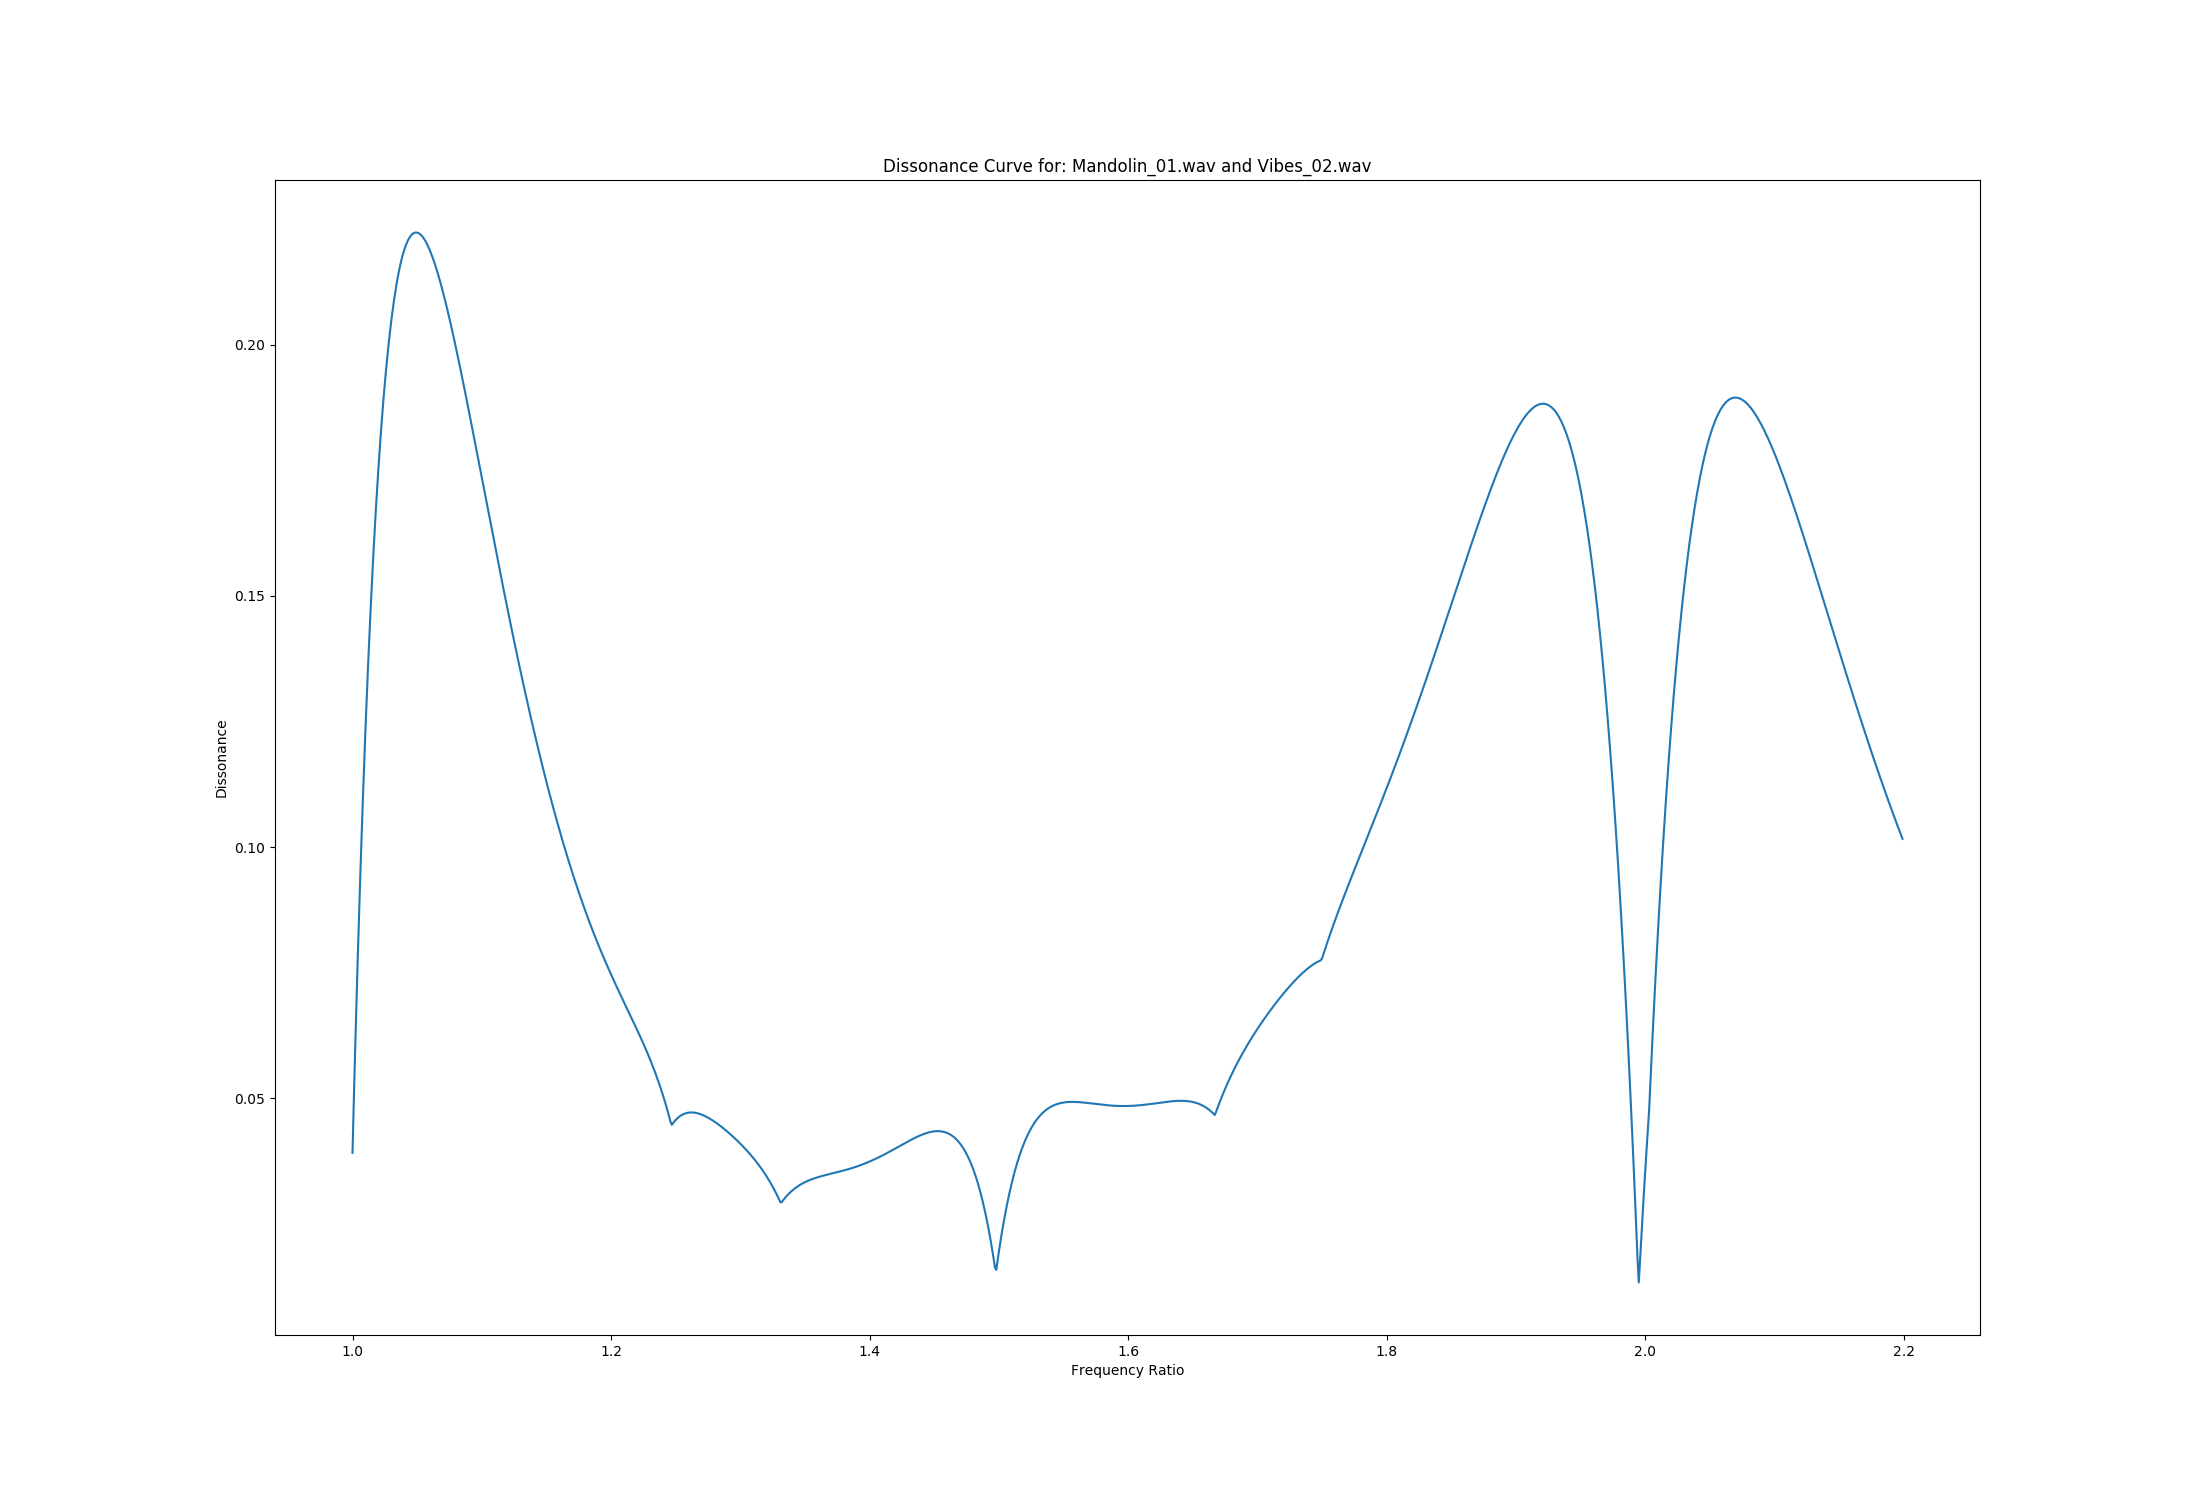 Dissonance Curve for: Mandolin_01.wav and Vibes_02.wav
0.20
0.15
Dissonance
0.10
0.05
1.0 1.2 1.4 1.6 1.8 2.0 2.2
Frequency Ratio